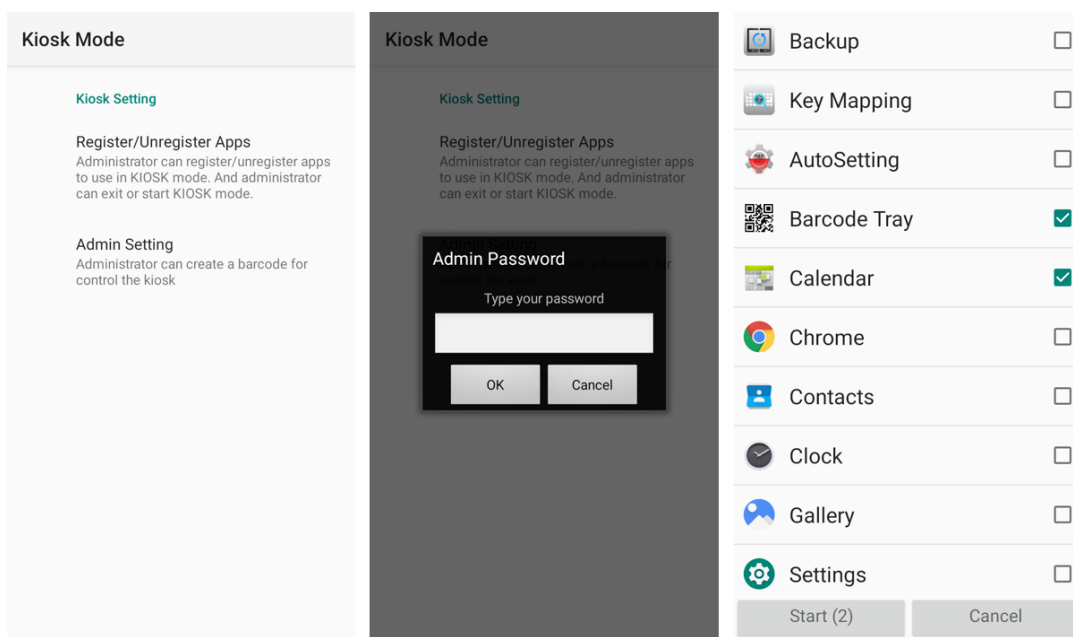 Kiosk Mode
Kiosk Setting
Register/Unregister Apps
Administrator can register/unregister apps
to use in KIOSK mode. And administrator
can exit or start KIOSK mode.
Admin Setting
Administrator can create a barcode for
control the kiosk
Kiosk Mode
Kiosk Setting
Register/Unregister Apps
Administrator can register/unregister apps
to use in KIOSK mode. And administrator
can exit or start KIOSK mode.
Admin Setting
Admin Password
Type your password
OK
Cancel
Backup
Key Mapping
AutoSetting
Barcode Tray
Calendar
Chrome
Contacts
Clock
Gallery
Settings
Start (2)
Cancel